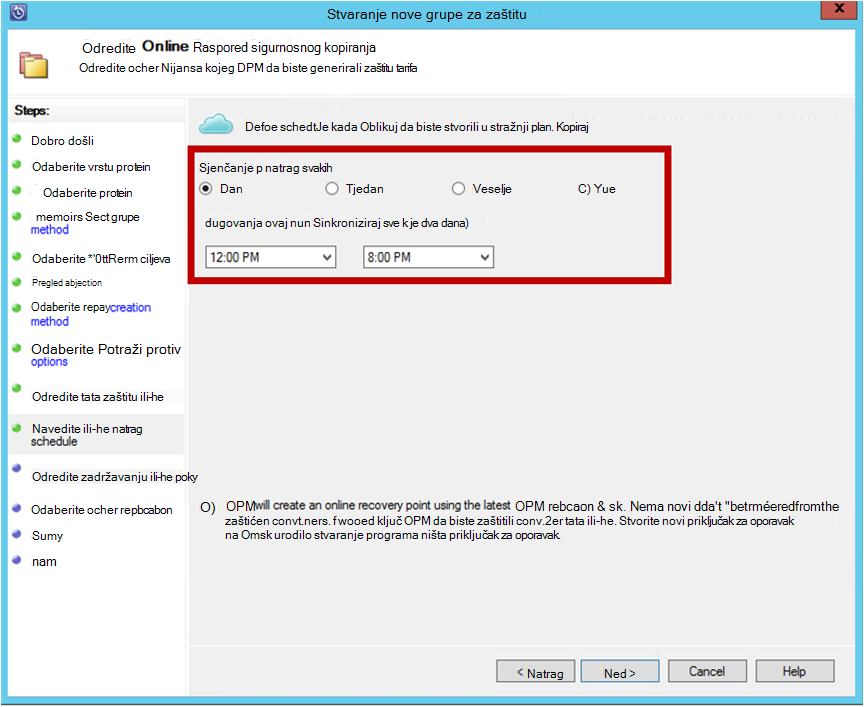 Stvaranje nove grupe za zaštitu
Odredite Online Raspored sigurnosnog kopiranja
Odredite ocher Nijansa kojeg DPM da biste generirali zaštitu tarifa
Steps:
Dobro došli
Odaberite vrstu protein
Odaberite protein
memoirs Sect grupe
method
Odaberite *'0ttRerm ciljeva
Pregled abjection
Odaberite repaycreation
method
Odaberite Potraži protiv
options
Odredite tata zaštitu ili-he
Navedite ili-he natrag
schedule
Odredite zadržavanju ili-he poky
Odaberite ocher repbcabon
Sumy
nam
Defoe schedtJe kada Oblikuj da biste stvorili u stražnji plan. Kopiraj
Sjenčanje p natrag svakih
Dan
Tjedan
Veselje
C) Yue
dugovanja ovaj nun Sinkroniziraj sve k je dva dana)
12:00 PM
8:00 PM
O) OPMwill create an online recovery point using the latest OPM rebcaon & sk. Nema novi dda't "betrméeredfromthe
zaštićen convt.ners. f wooed ključ OPM da biste zaštitili conv.2er tata ili-he. Stvorite novi priključak za oporavak
na Omsk urodilo stvaranje programa ništa priključak za oporavak.
< Natrag
Ned >
Cancel
Help